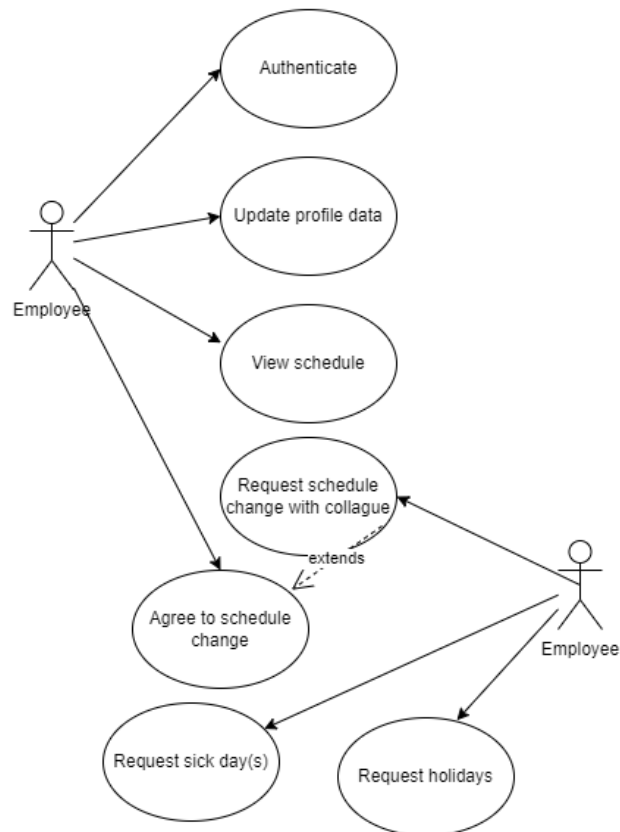 Authenticate
Update profile data
Employee
View schedule
Request schedule
change with collague
extends
Agree to schedule
change
Employee
Request sick day(s)
Request holidays